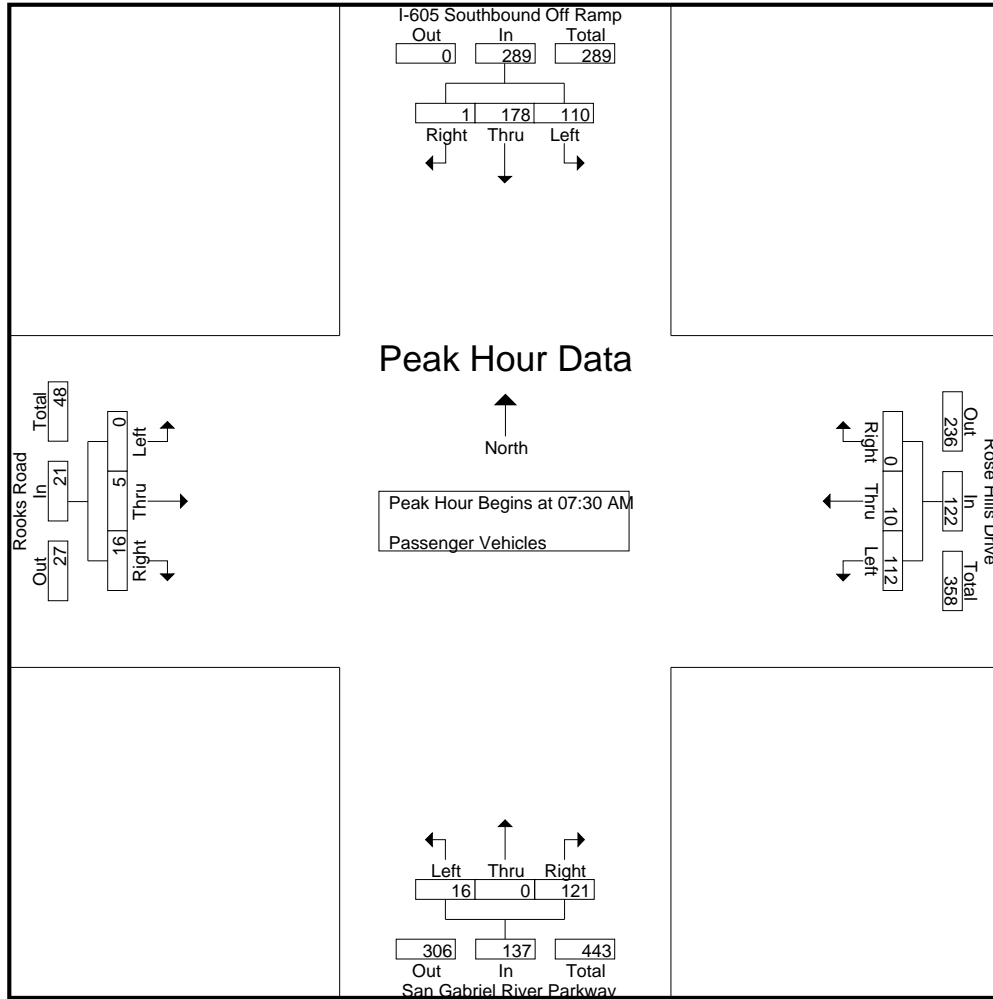 I-605 Southbound Off Ramp
Out In Total
0 289 289
1 178 110
Right Thru Left
Peak Hour Data
North
Peak Hour Begins at 07:30 AM
Passenger Vehicles
Rooks Road
Out In Total
27 21 48
16 5 0
Right Thru Left
Rose Hills Drive
Out In Total
236 122 358
0 10 112
Right Thru Left
Left Thru Right
16 0 121
306 137 443
Out In Total
San Gabriel River Parkway